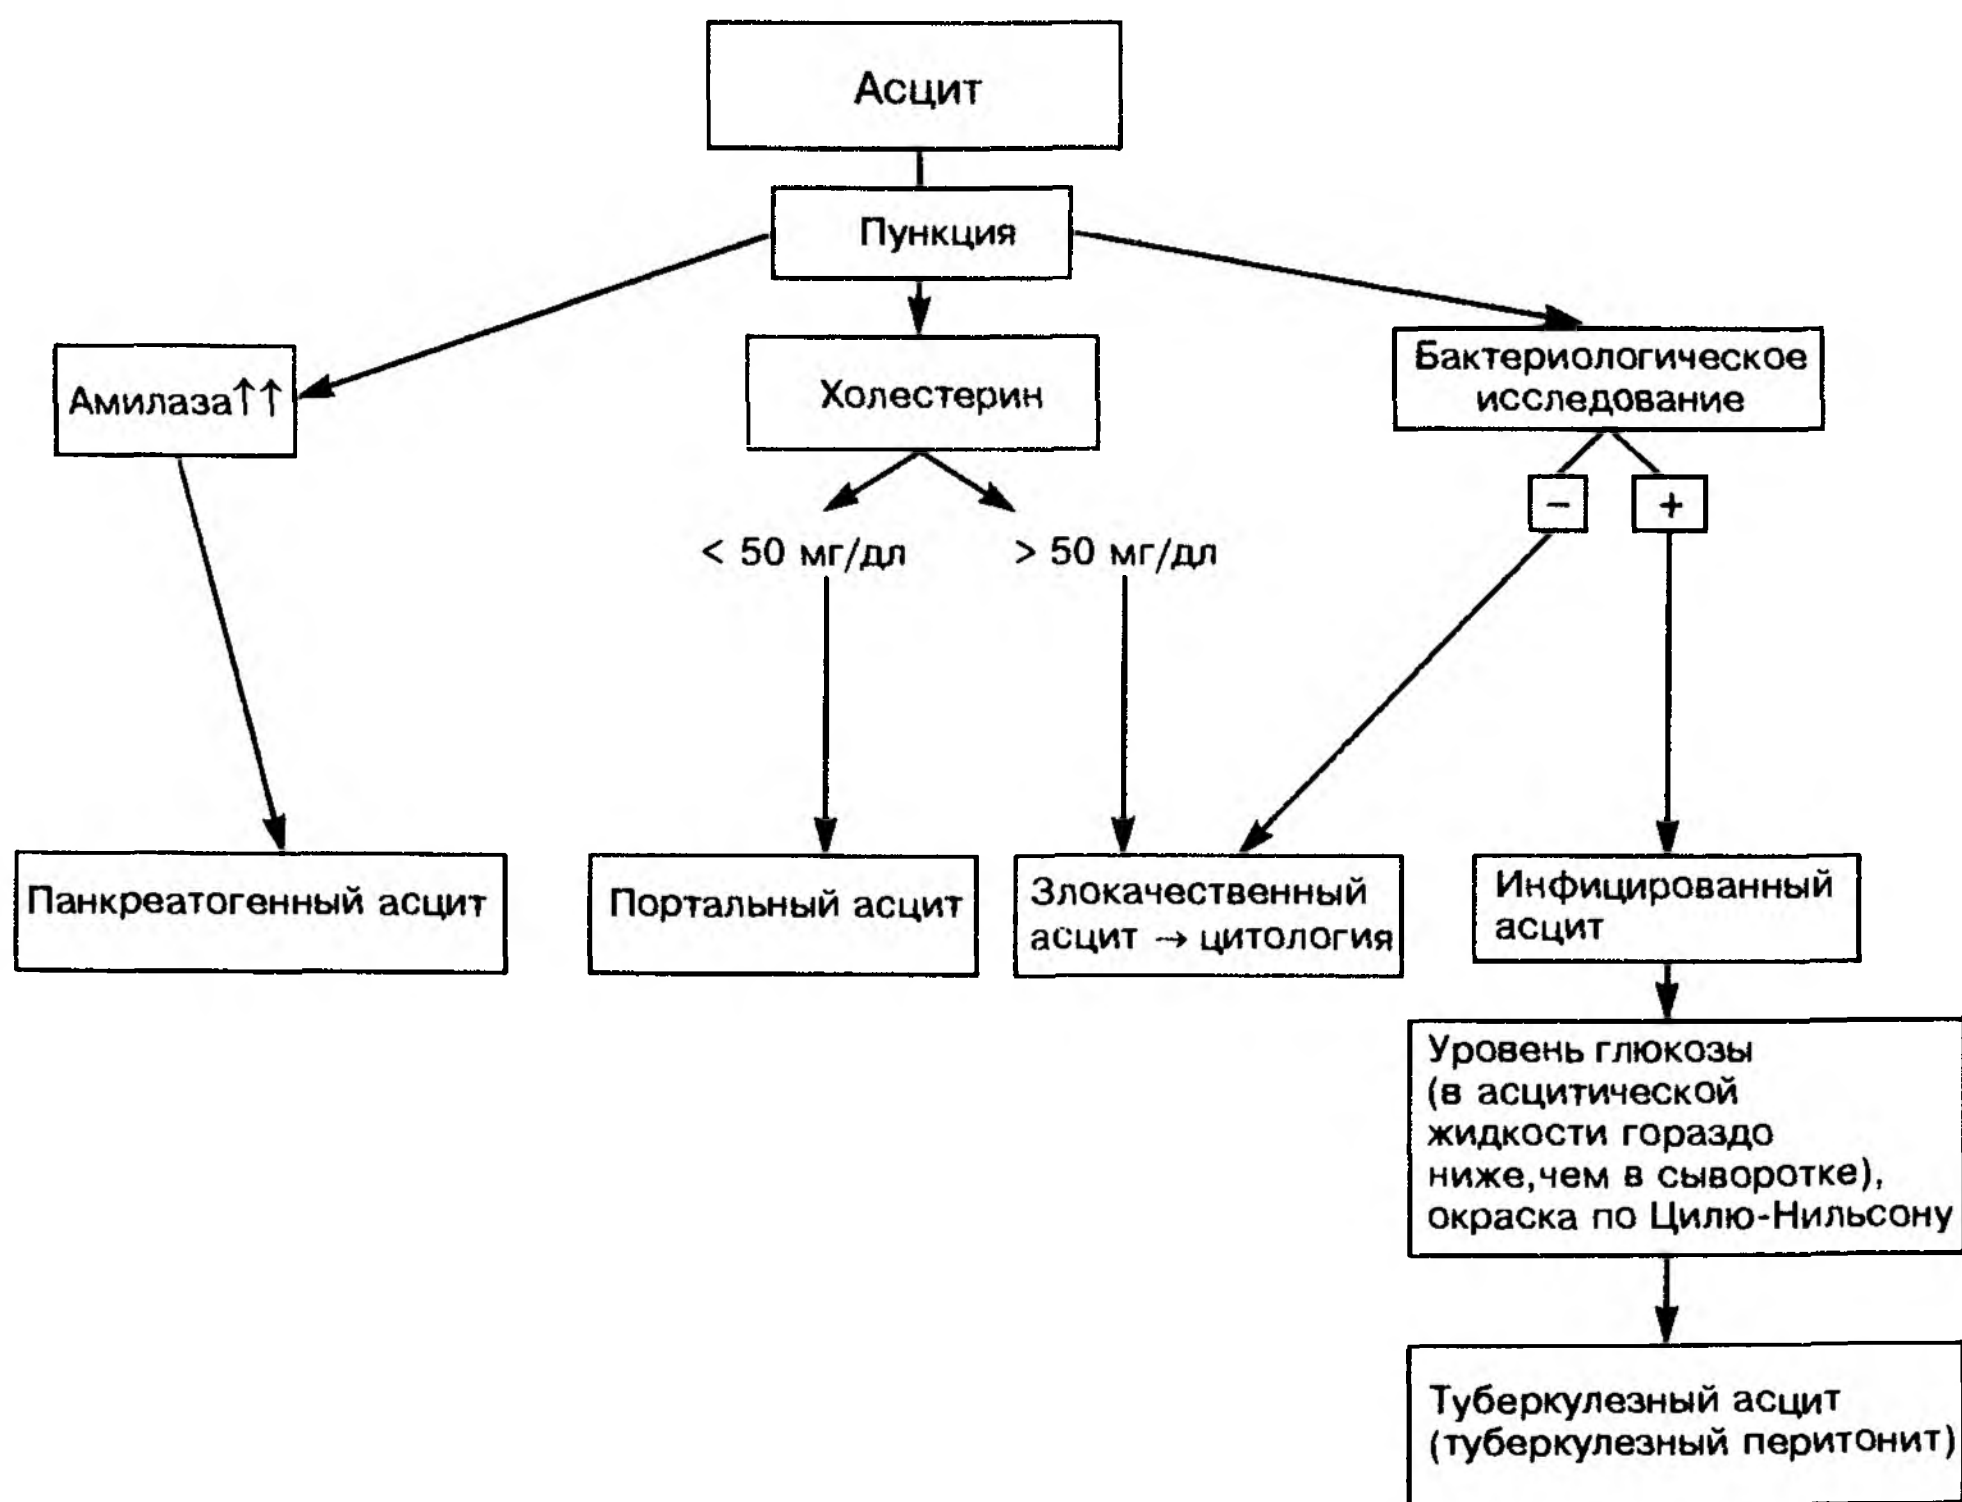 Асцит
Пункция
Амилаза↑↑
Холестерин
Бактериологическое
исследование
–
+
< 50 мг/дл
> 50 мг/дл
Панкреатогенный асцит
Портальный асцит
Злокачественный
асцит → цитология
Инфицированный
асцит
Уровень глюкозы
(в асцитической
жидкости гораздо
ниже,чем в сыворотке),
окраска по Цилю-Нильсону
Туберкулезный асцит
(туберкулезный перитонит)